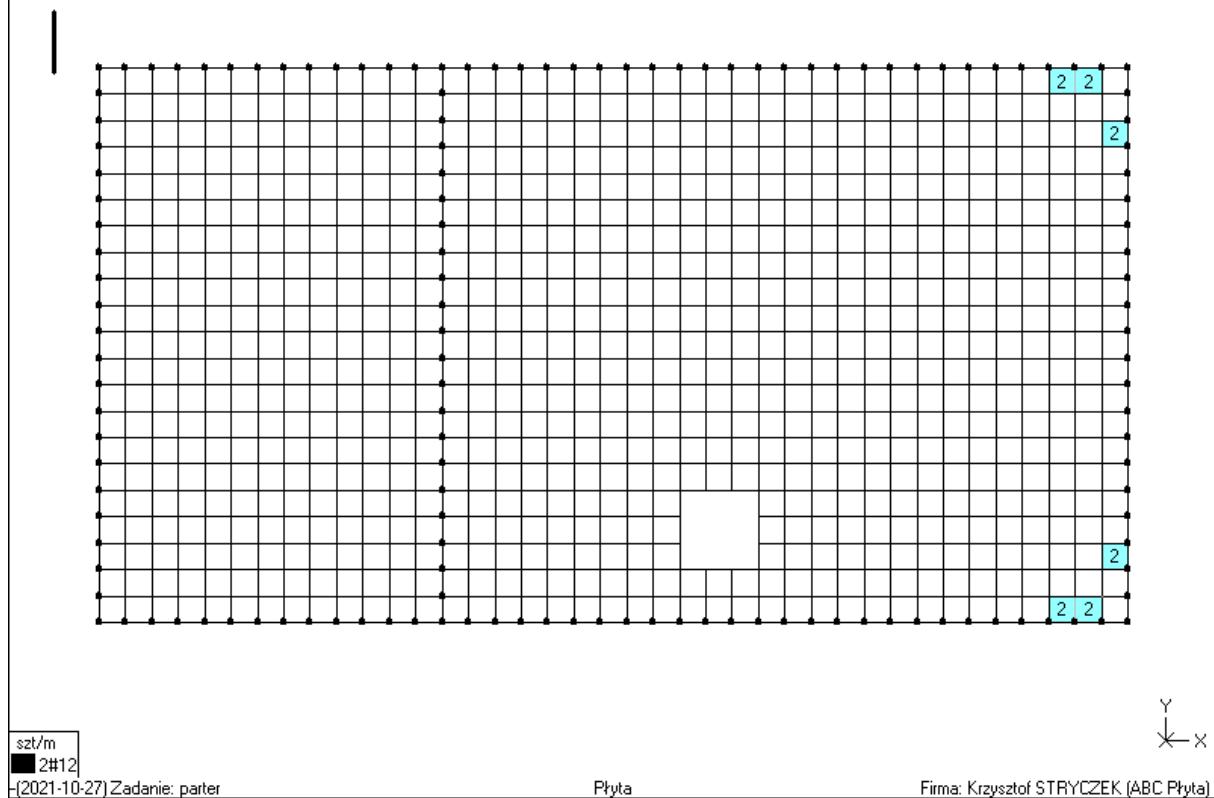 2 2
2
2
2 2
Y
X
szt/m
2#12
-(2021-10-27) Zadanie: parter
Płyta
Firma: Krzysztof STRYCZEK (ABC Płyta)